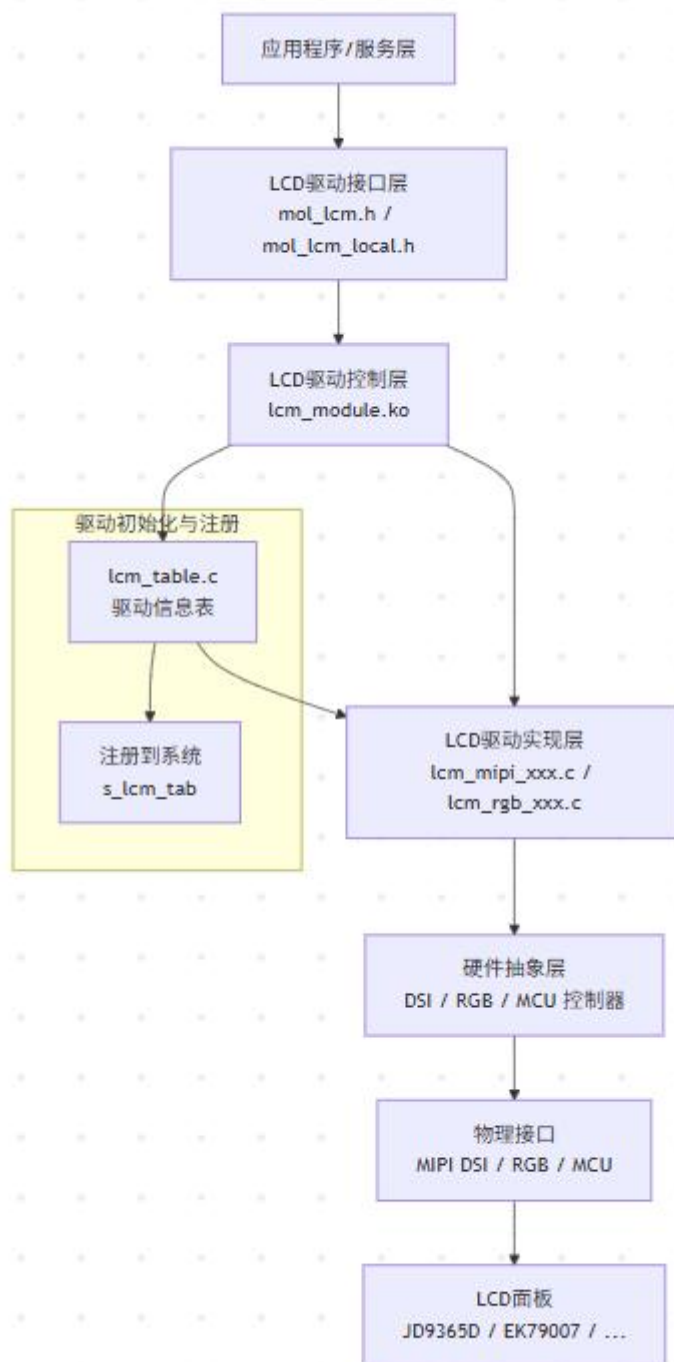 应用程序/服务层
LCD驱动接口层
mol_lcm.h /
mol_lcm_local.h
LCD驱动控制层
lcm_module.ko
驱动初始化与注册
lcm_table.c
驱动信息表
注册到系统
s_lcm_tab
LCD驱动实现层
lcm_mipi_xxx.c /
lcm_rgb_xxx.c
硬件抽象层
DSI / RGB / MCU 控制器
物理接口
MIPI DSI / RGB / MCU
LCD面板
JD9365D / EK79007 / ...